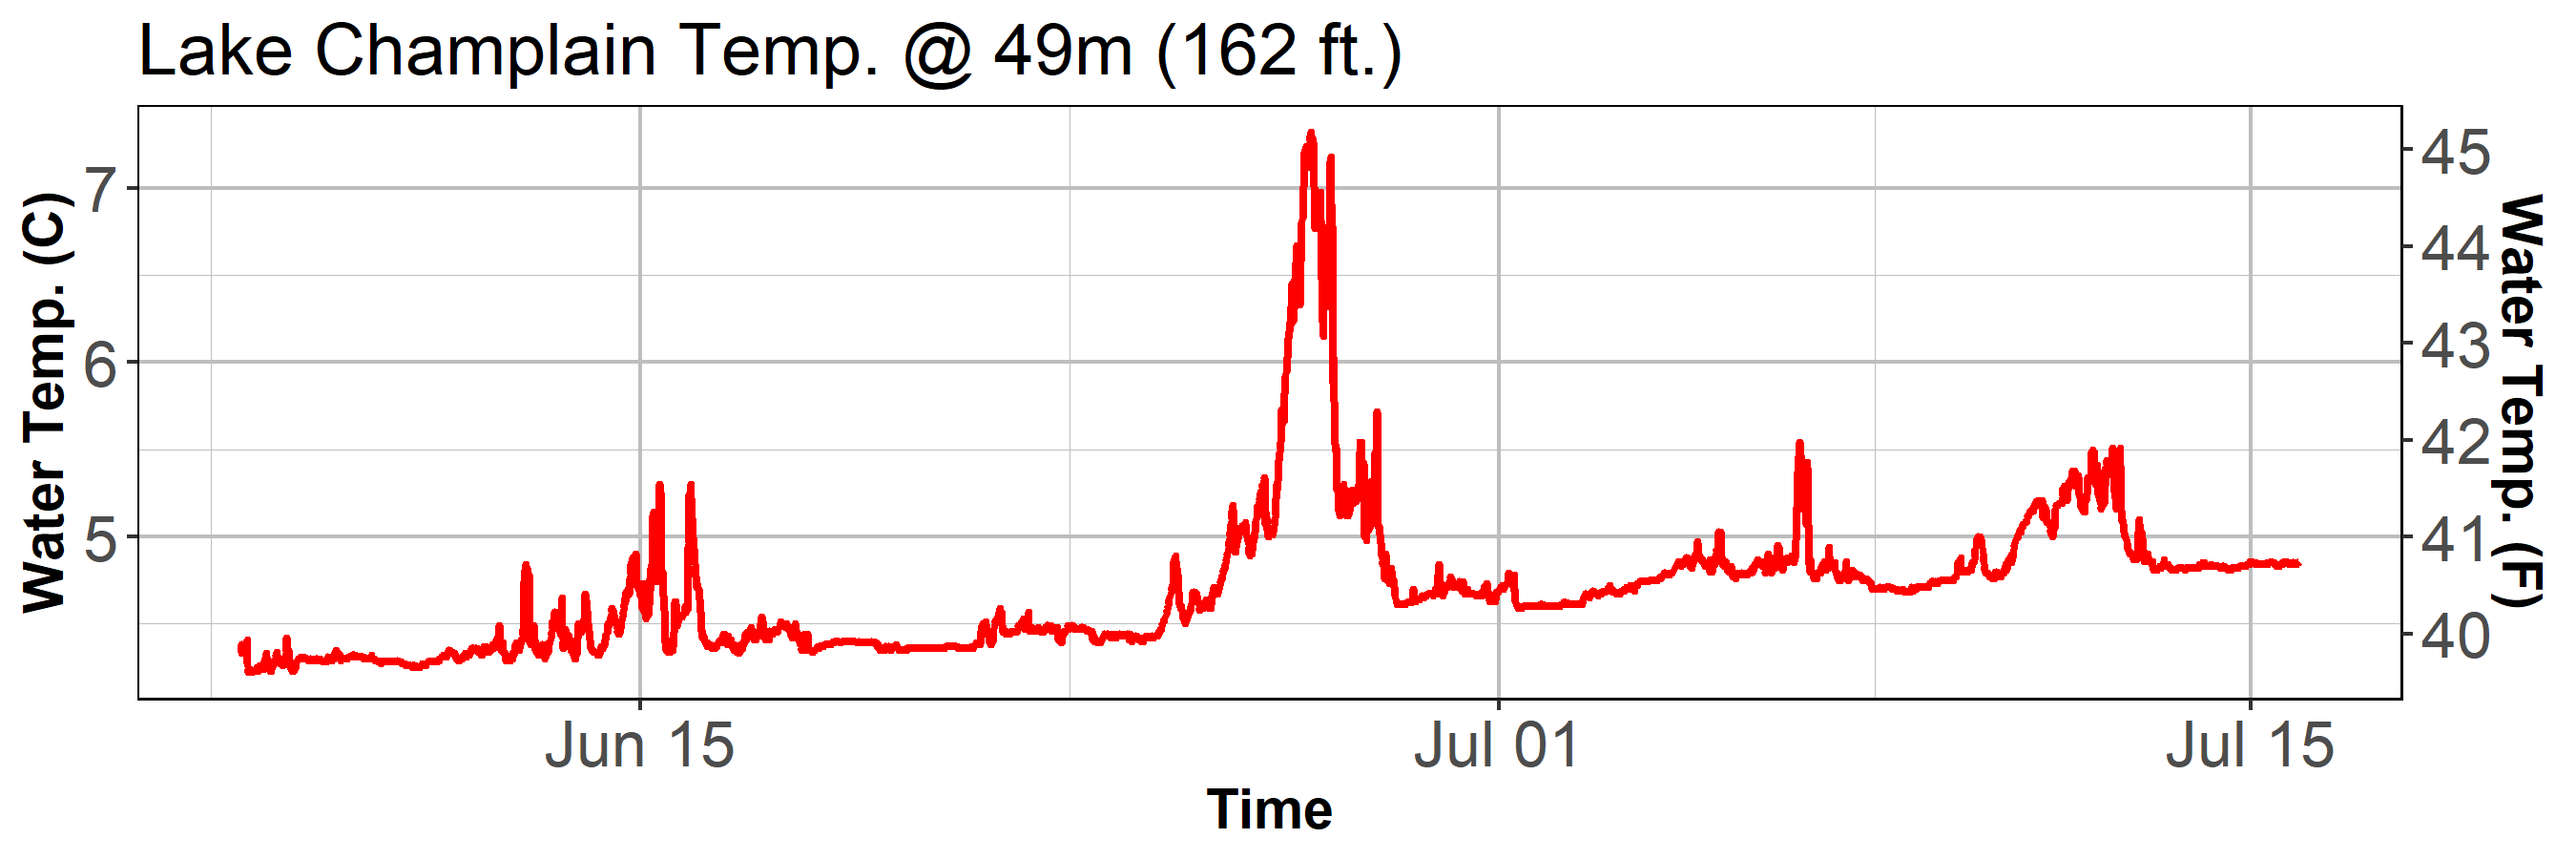 Lake Champlain Temp. @ 49m (162 ft.)
Water Temp. (C)
7
6
5
45
44
43
42
41
40
Water Temp. (F)
Jun 15
Jul 01
Jul 15
Time